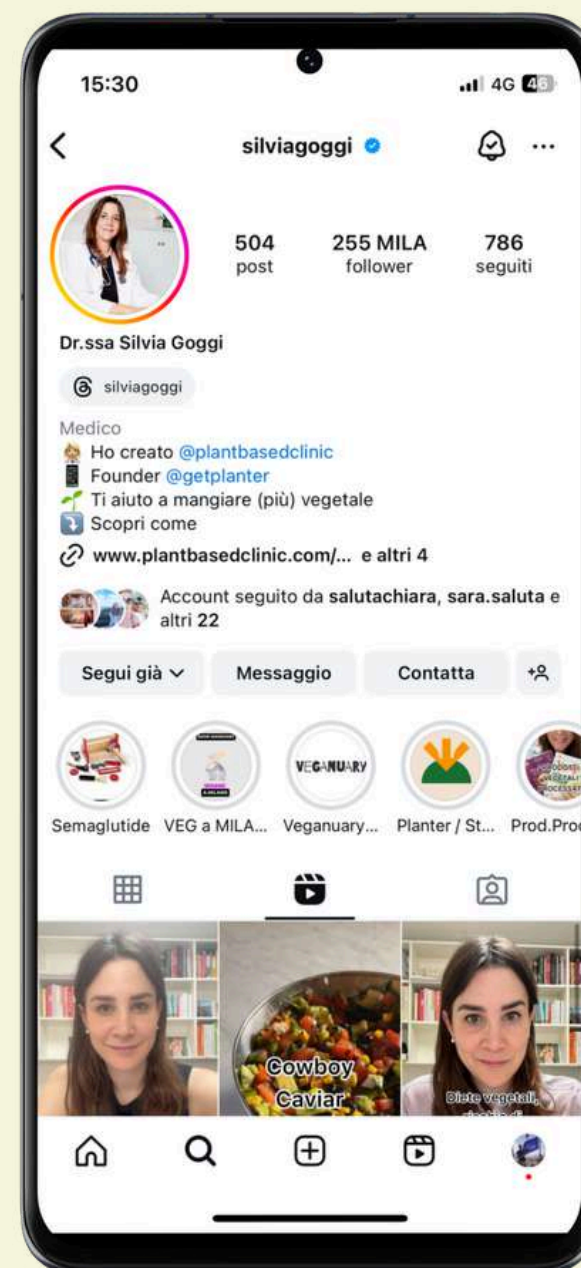 15:30
4G 46
silviagoggi
504
post
255 MILA
follower
786
seguiti
Dr.ssa Silvia Goggi
silviagoggi
Medico
Ho creato @plantbasedclinic
Founder @getplanter
Ti aiuto a mangiare (più) vegetale
Scopri come
www.plantbasedclinic.com/... e altri 4
Account seguito da salutachiara, sara.saluta e
altri 22
Segui già
Messaggio
Contatta
VEGANUARY
Semaglutide
VEG a MILA...
Veganuary...
Planter / St...
Prod.Proc
Cowboy
Caviar
Diete vegetali,